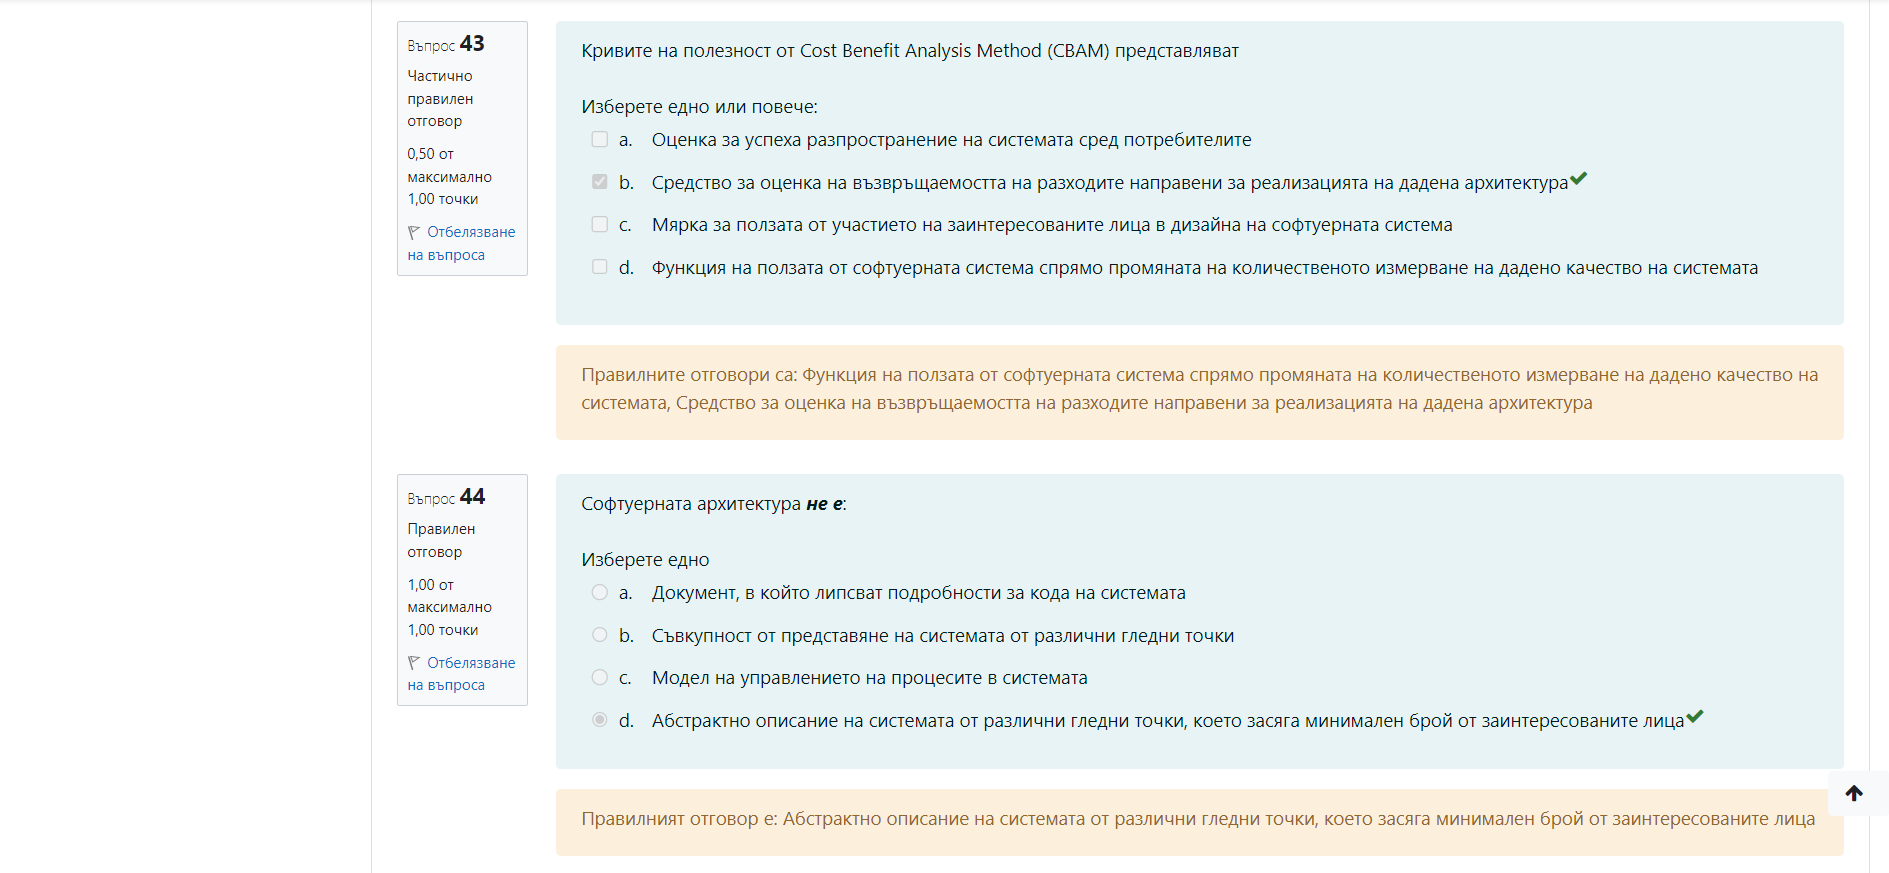 Въпрос 43
Частично
правилен
отговор
0,50 от
максимално
1,00 точки
Отбелязване
на въпроса
Кривите на полезност от Cost Benefit Analysis Method (CBAM) представляват
Изберете едно или повече:
a. Оценка за успеха разпространение на системата сред потребителите
b. Средство за оценка на възвръщаемостта на разходите направени за реализацията на дадена архитектура
c. Мярка за ползата от участието на заинтересованите лица в дизайна на софтуерната система
d. Функция на ползата от софтуерната система спрямо промяната на количественото измерване на дадено качество на системата
Правилните отговори са: Функция на ползата от софтуерната система спрямо промяната на количественото измерване на дадено качество на
системата, Средство за оценка на възвръщаемостта на разходите направени за реализацията на дадена архитектура
Въпрос 44
Правилен
отговор
1,00 от
максимално
1,00 точки
Отбелязване
на въпроса
Софтуерната архитектура не е:
Изберете едно
a. Документ, в който липсват подробности за кода на системата
b. Съвкупност от представяне на системата от различни гледни точки
c. Модел на управлението на процесите в системата
d. Абстрактно описание на системата от различни гледни точки, което засяга минимален брой от заинтересованите лица
Правилният отговор е: Абстрактно описание на системата от различни гледни точки, което засяга минимален брой от заинтересованите лица